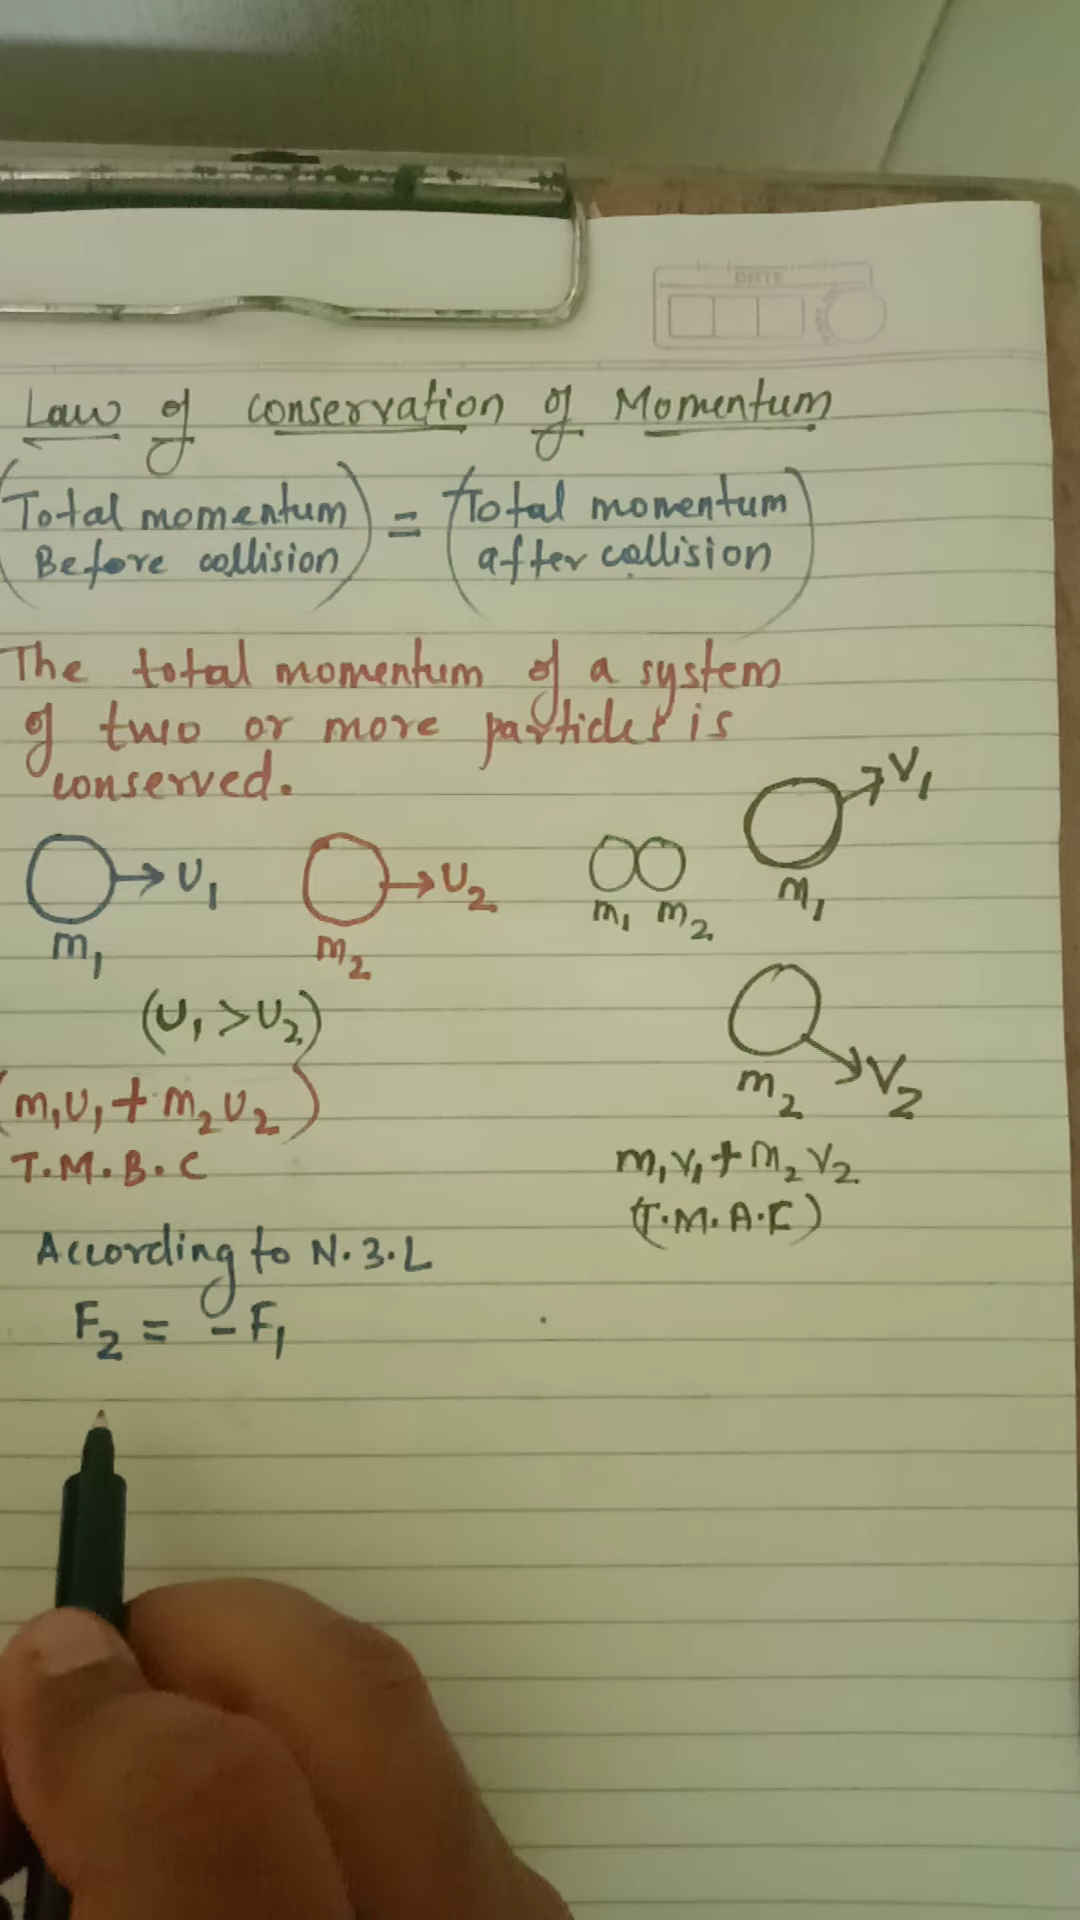 DATE
Law of conservation of Momentum
(Total momentum Before collision) = (Total momentum after collision)
The total momentum of a system
of two or more particles is
conserved.
V₁
U₁ U₂
m₁ m₂ m₁ m₂ m₁
(U₁ > U₂)
V₂
m₂
(m₁U₁ + m₂U₂)
T.M.B.C
m₁V₁ + m₂V₂
(T.M.A.C)
According to N.3.L
F₂ = -F₁